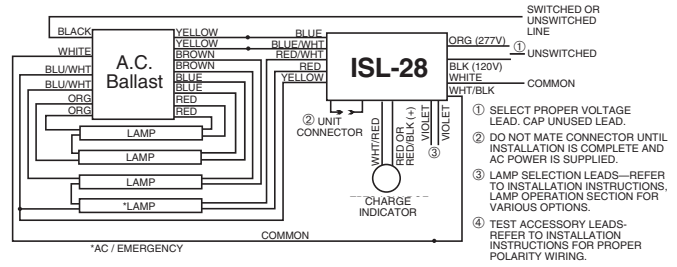 SWITCHED OR
UNSWITCHED
LINE
BLACK
YELLOW
BLUE
YELLOW
BLUE/WHT
ORG (277V)
①
UNSWITCHED
WHITE
A.C.
Ballast
BROWN
RED/WHT
ISL-28
BLU/WHT
BROWN
RED
BLK (120V)
BLU/WHT
BLUE
YELLOW
WHITE
COMMON
BLUE
WHT/BLK
ORG
RED
ORG
RED
② UNIT
CONNECTOR
WHT/RED
RED OR
RED/BLK (+)
VIOLET
VIOLET
③
LAMP
LAMP
LAMP
*LAMP
CHARGE
INDICATOR
COMMON
*AC / EMERGENCY
① SELECT PROPER VOLTAGE
LEAD. CAP UNUSED LEAD.
② DO NOT MATE CONNECTOR UNTIL
INSTALLATION IS COMPLETE AND
AC POWER IS SUPPLIED.
③ LAMP SELECTION LEADS—REFER
TO INSTALLATION INSTRUCTIONS,
LAMP OPERATION SECTION FOR
VARIOUS OPTIONS.
④ TEST ACCESSORY LEADS-
REFER TO INSTALLATION
INSTRUCTIONS FOR PROPER
POLARITY WIRING.